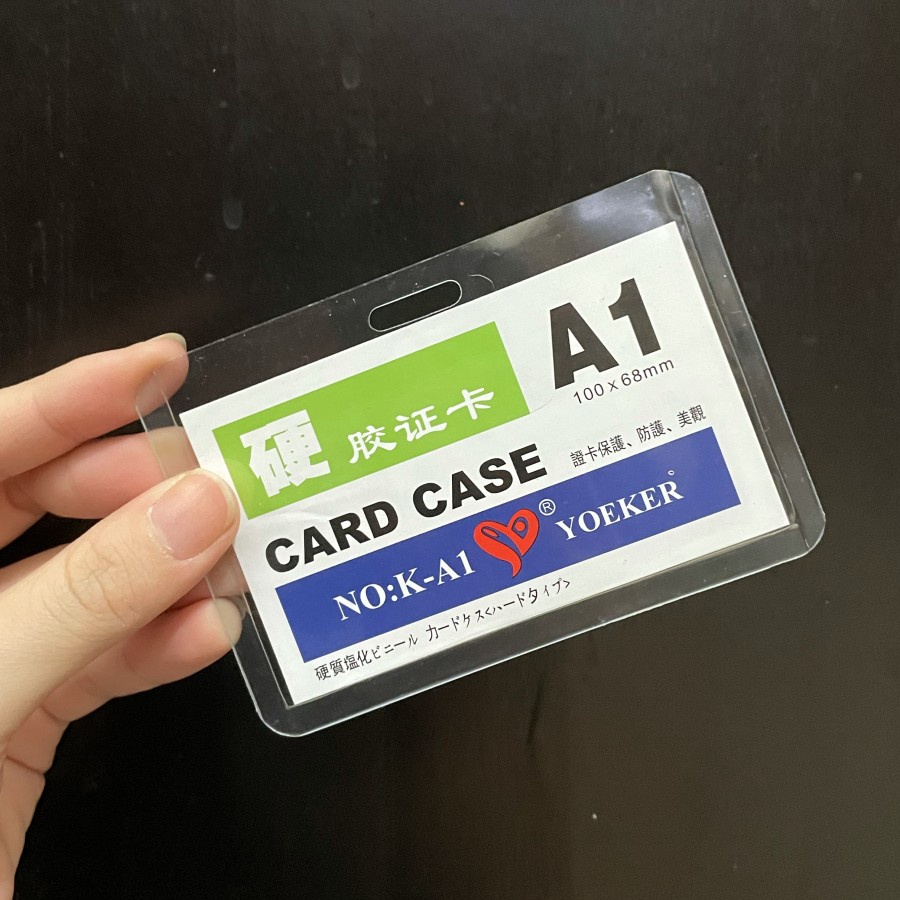 硬胶证卡
A1
100×68mm
CARD CASE
證卡保護、防護、美觀
NO:K-A1
® YOEKER ©
硬質塩化ビニール カードケス<ハードタイプ>